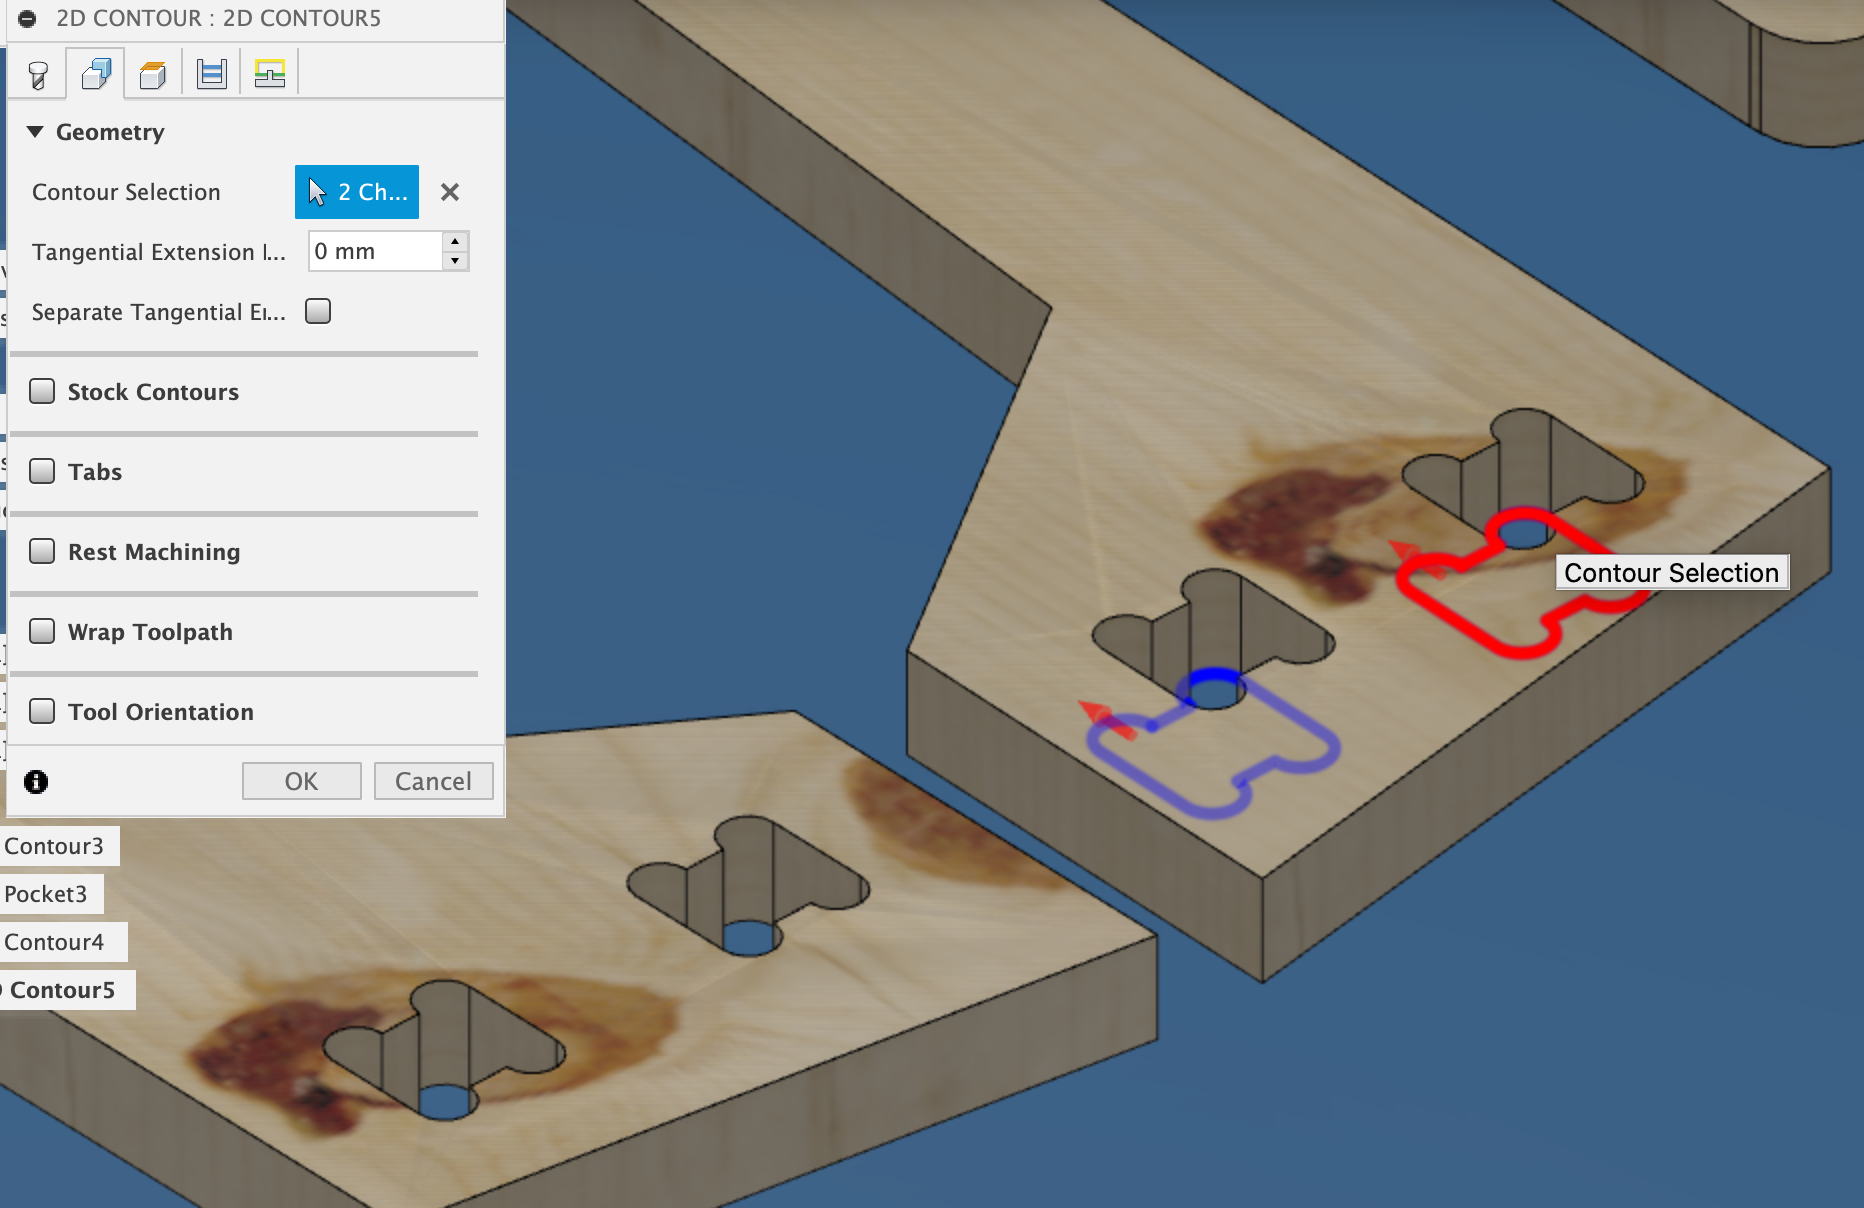 2D CONTOUR : 2D CONTOUR5
Geometry
Contour Selection
2 Ch...
Tangential Extension l...
0 mm
Separate Tangential E...
Stock Contours
Tabs
Rest Machining
Wrap Toolpath
Tool Orientation
OK
Cancel
Contour3
Pocket3
Contour4
Contour5
Contour Selection